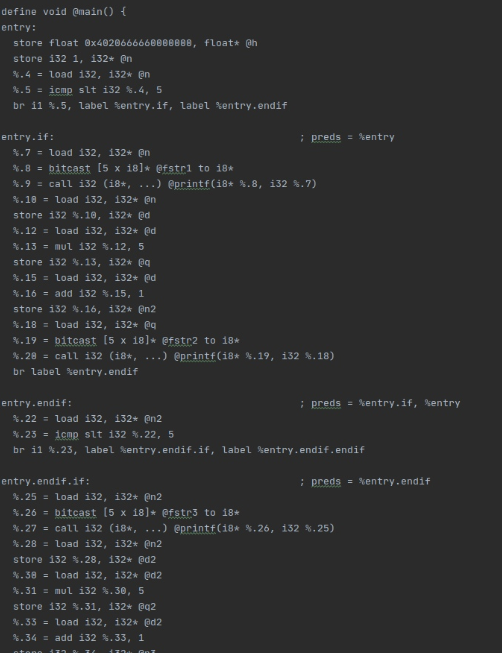 define void @main() {
entry:
  store float 0x4020666660000000, float* @h
  store i32 1, i32* @n
  %.4 = load i32, i32* @n
  %.5 = icmp slt i32 %.4, 5
  br i1 %.5, label %entry.if, label %entry.endif
entry.if:                                         ; preds = %entry
  %.7 = load i32, i32* @n
  %.8 = bitcast [5 x i8]* @fstr1 to i8*
  %.9 = call i32 (i8*, ...) @printf(i8* %.8, i32 %.7)
  %.10 = load i32, i32* @n
  store i32 %.10, i32* @d
  %.12 = load i32, i32* @d
  %.13 = mul i32 %.12, 5
  store i32 %.13, i32* @q
  %.15 = load i32, i32* @d
  %.16 = add i32 %.15, 1
  store i32 %.16, i32* @n2
  %.18 = load i32, i32* @q
  %.19 = bitcast [5 x i8]* @fstr2 to i8*
  %.20 = call i32 (i8*, ...) @printf(i8* %.19, i32 %.18)
  br label %entry.endif
entry.endif:                                      ; preds = %entry.if, %entry
  %.22 = load i32, i32* @n2
  %.23 = icmp slt i32 %.22, 5
  br i1 %.23, label %entry.endif.if, label %entry.endif.endif
entry.endif.if:                                   ; preds = %entry.endif
  %.25 = load i32, i32* @n2
  %.26 = bitcast [5 x i8]* @fstr3 to i8*
  %.27 = call i32 (i8*, ...) @printf(i8* %.26, i32 %.25)
  %.28 = load i32, i32* @n2
  store i32 %.28, i32* @d2
  %.30 = load i32, i32* @d2
  %.31 = mul i32 %.30, 5
  store i32 %.31, i32* @q2
  %.33 = load i32, i32* @d2
  %.34 = add i32 %.33, 1
  store i32 %.34, i32* @n3